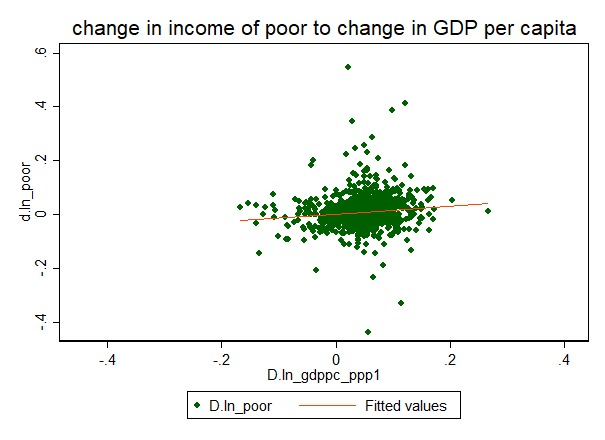 change in income of poor to change in GDP per capita
.6
.4
.2
0
-.2
-.4
d.ln_poor
-.4 -.2 0 .2 .4
D.ln_gdppc_ppp1
D.ln_poor Fitted values